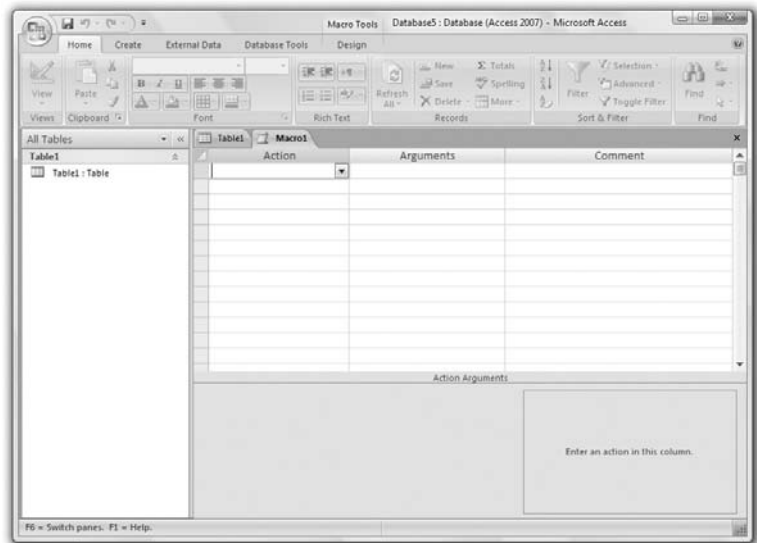 Macro Tools Database5 : Database (Access 2007) - Microsoft Access
Home Create External Data Database Tools Design
View Paste B I U Refresh All New Save Delete Σ Totals Spelling More Filter Selection Advanced Toggle Filter Find
Views Clipboard Font Rich Text Records Sort & Filter Find
All Tables
Table1
Table1 : Table
Table1 Macro1
Action Arguments Comment
Action Arguments
Enter an action in this column.
F6 = Switch panes. F1 = Help.